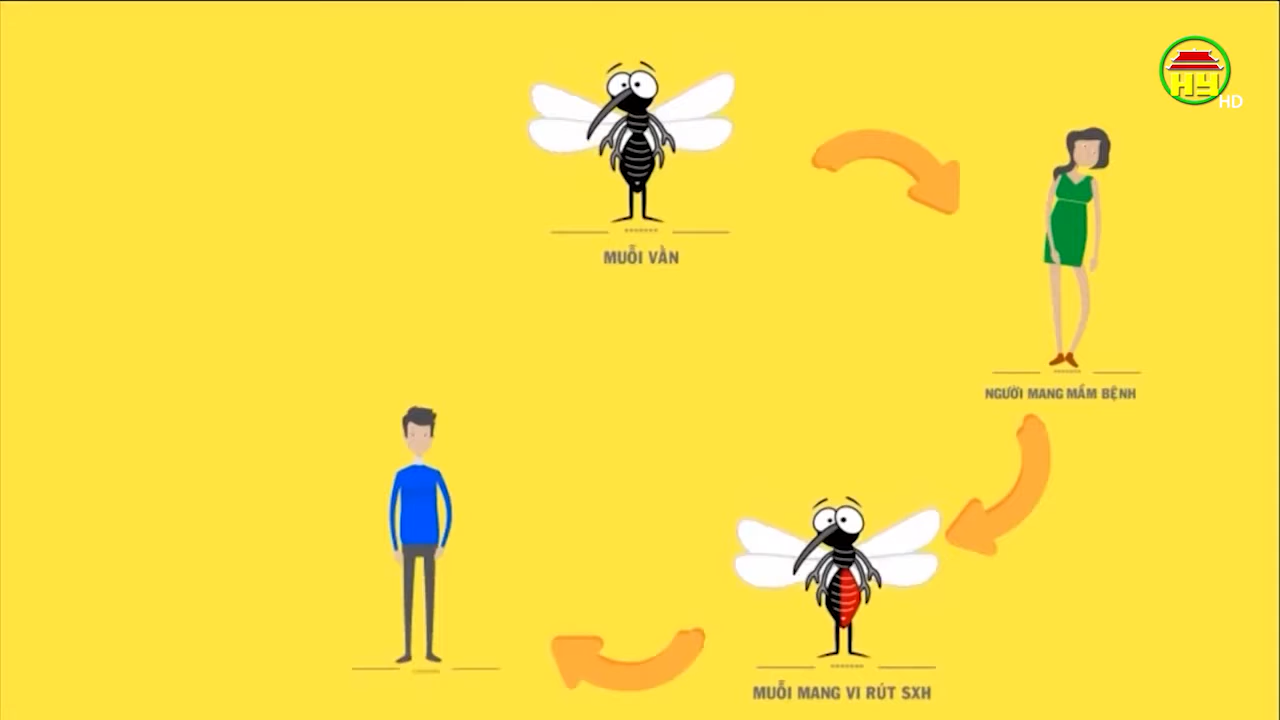 HY
HD
MUỖI VẰN
NGƯỜI MANG MẦM BỆNH
MUỖI MANG VI RÚT SXH